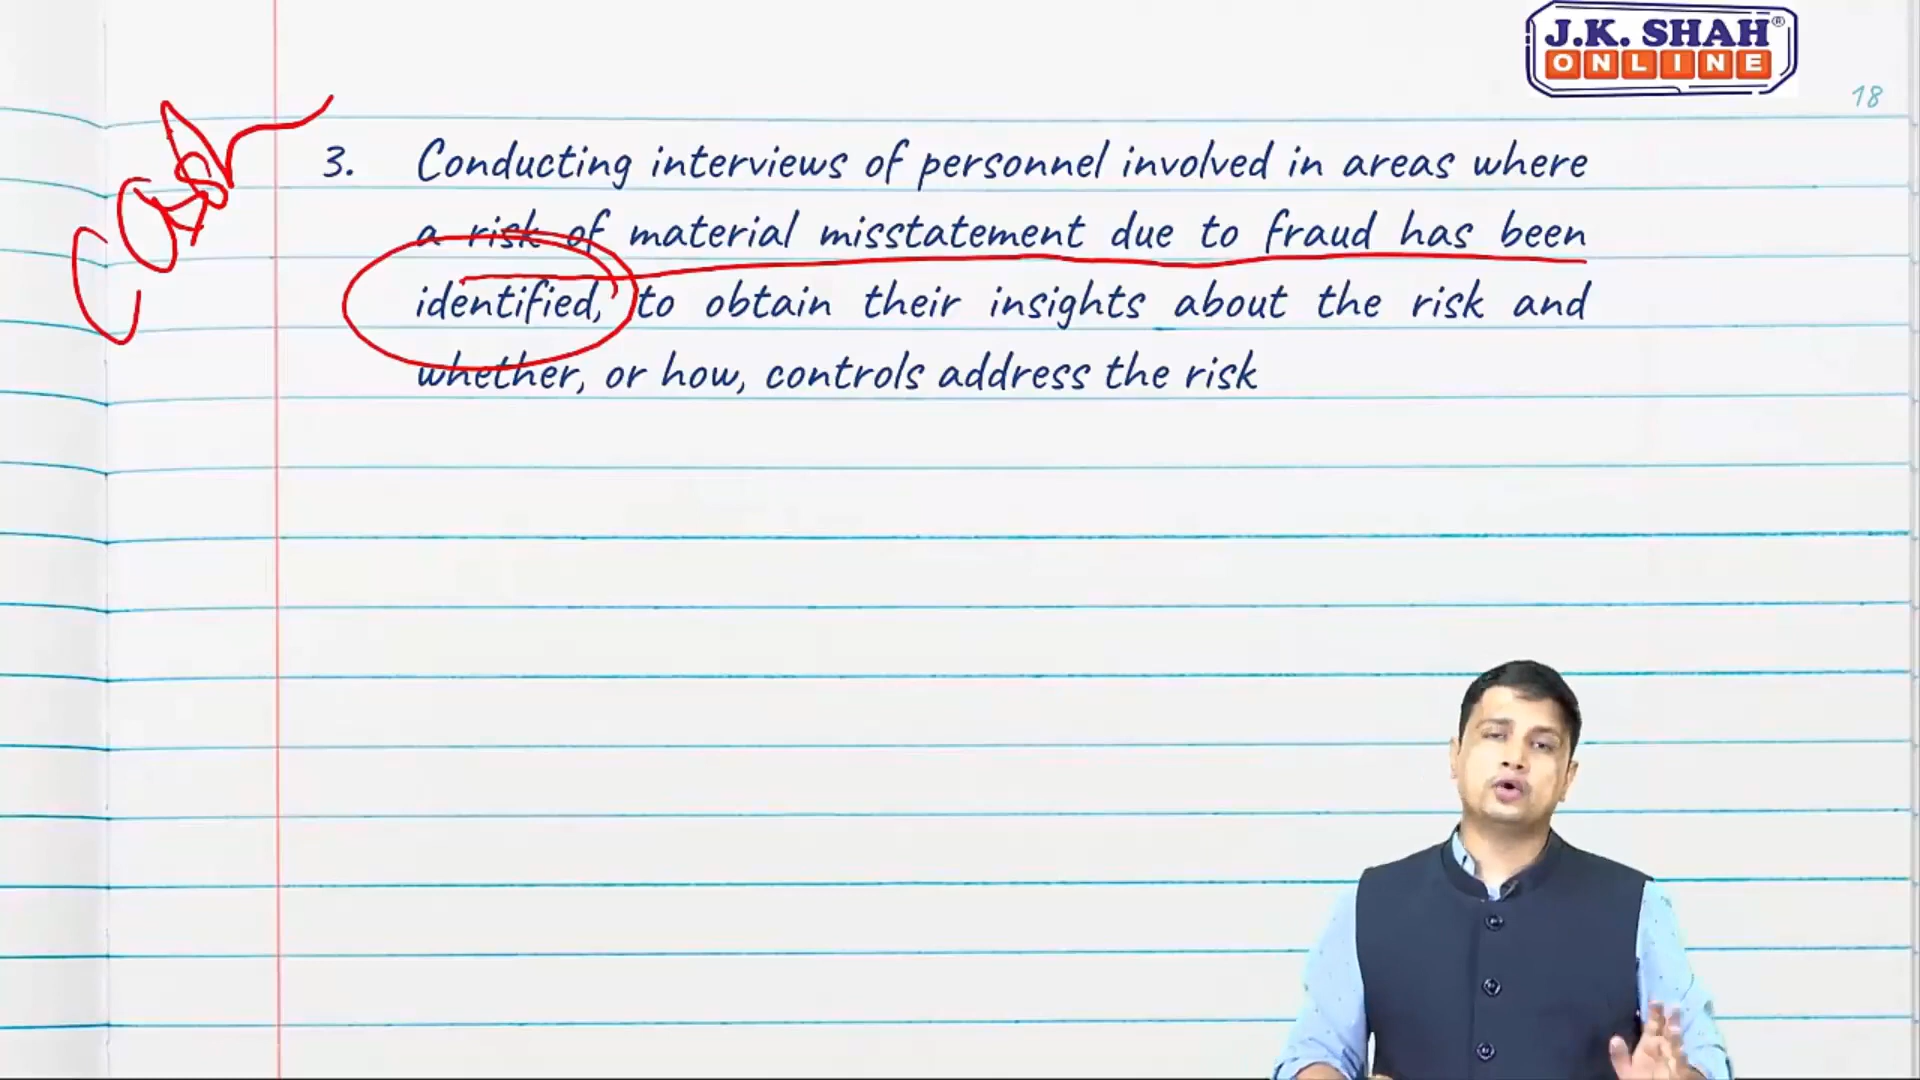 J.K. SHAH®
ONLINE
18
Cash
3. Conducting interviews of personnel involved in areas where
a risk of material misstatement due to fraud has been
identified, to obtain their insights about the risk and
whether, or how, controls address the risk